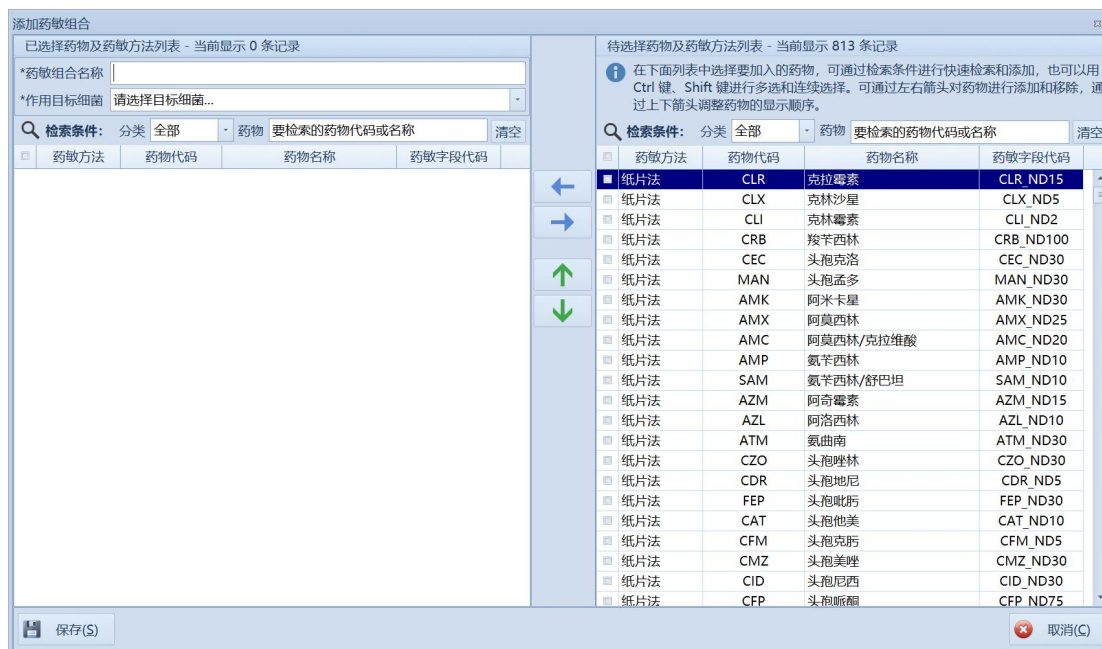 添加药敏组合
已选择药物及药敏方法列表 - 当前显示 0 条记录
*药敏组合名称
*作用目标细菌 请选择目标细菌...
检索条件： 分类 全部 药物 要检索的药物代码或名称 清空
药敏方法 药物代码 药物名称 药敏字段代码
待选择药物及药敏方法列表 - 当前显示 813 条记录
在下面列表中选择要加入的药物，可通过检索条件进行快速检索和添加，也可以用
Ctrl 键、Shift 键进行多选和连续选择。可通过左右箭头对药物进行添加和移除，通
过上下箭头调整药物的显示顺序。
检索条件： 分类 全部 药物 要检索的药物代码或名称 清空
药敏方法 药物代码 药物名称 药敏字段代码
纸片法 CLR 克拉霉素 CLR_ND15
纸片法 CLX 克林沙星 CLX_ND5
纸片法 CLI 克林霉素 CLI_ND2
纸片法 CRB 羧苄西林 CRB_ND100
纸片法 CEC 头孢克洛 CEC_ND30
纸片法 MAN 头孢孟多 MAN_ND30
纸片法 AMK 阿米卡星 AMK_ND30
纸片法 AMX 阿莫西林 AMX_ND25
纸片法 AMC 阿莫西林/克拉维酸 AMC_ND20
纸片法 AMP 氨苄西林 AMP_ND10
纸片法 SAM 氨苄西林/舒巴坦 SAM_ND10
纸片法 AZM 阿奇霉素 AZM_ND15
纸片法 AZL 阿洛西林 AZL_ND10
纸片法 ATM 氨曲南 ATM_ND30
纸片法 CZO 头孢唑林 CZO_ND30
纸片法 CDR 头孢地尼 CDR_ND5
纸片法 FEP 头孢吡肟 FEP_ND30
纸片法 CAT 头孢他美 CAT_ND10
纸片法 CFM 头孢克肟 CFM_ND5
纸片法 CMZ 头孢美唑 CMZ_ND30
纸片法 CID 头孢尼西 CID_ND30
纸片法 CFP 头孢哌酮 CFP_ND75
保存(S)
取消(C)